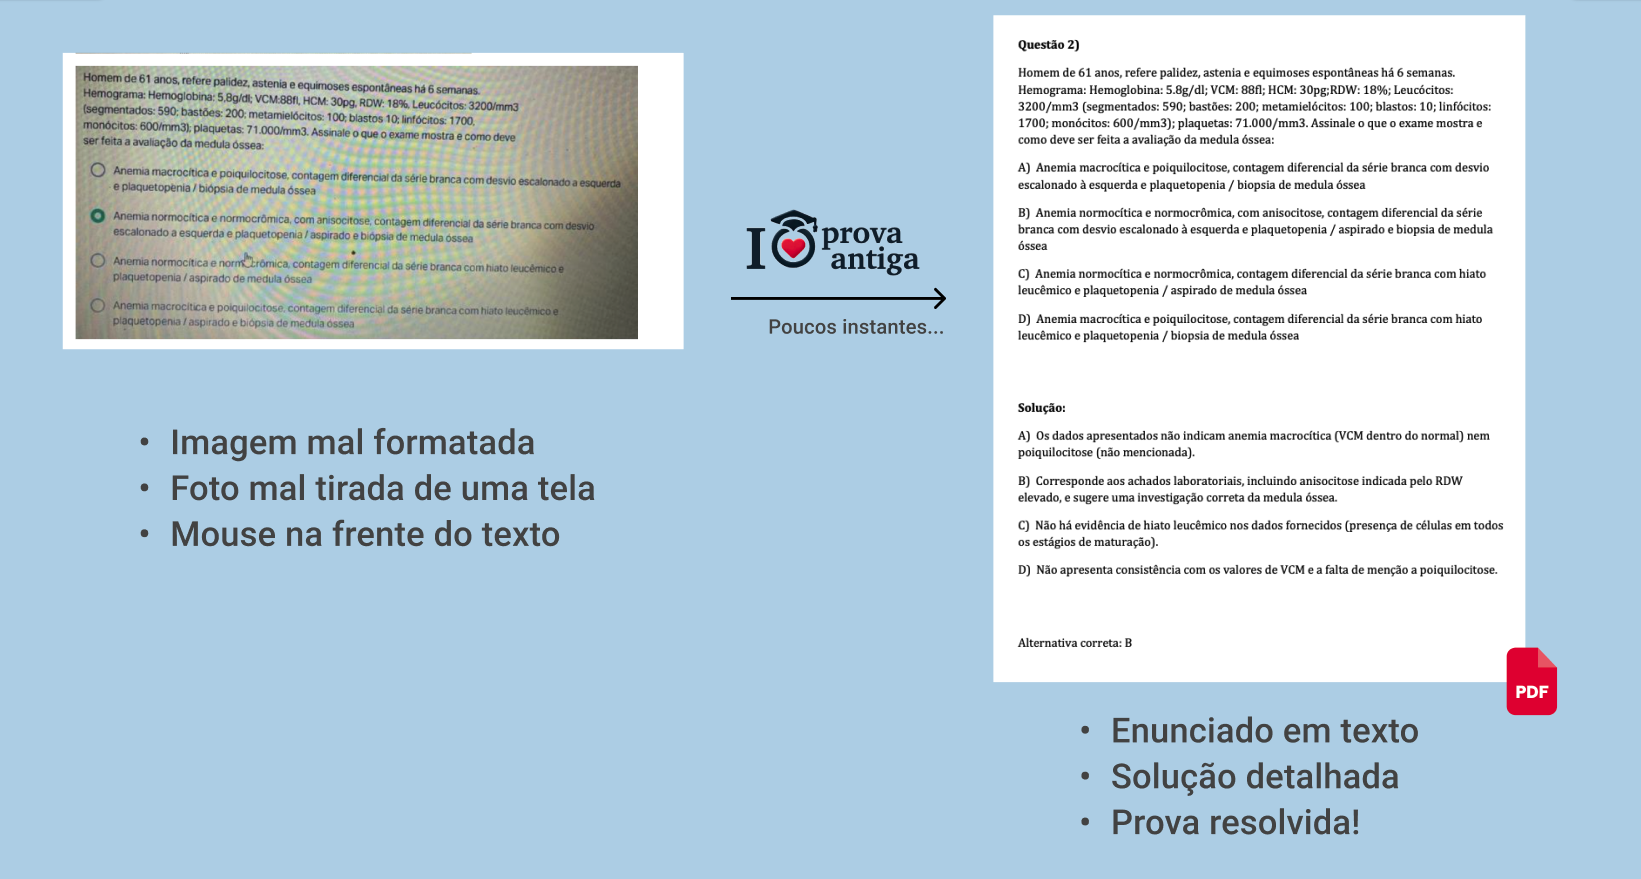 Homem de 61 anos, refere palidez, astenia e equimoses espontâneas há 6 semanas.
Hemograma: Hemoglobina: 5,8g/dl; VCM:88fl, HCM: 30pg, RDW: 18%, Leucócitos: 3200/mm3
(segmentados: 590; bastões: 200; metamielócitos: 100; blastos 10; linfócitos: 1700,
monócitos: 600/mm3); plaquetas: 71.000/mm3. Assinale o que o exame mostra e como deve
ser feita a avaliação da medula óssea:
Anemia macrocítica e poiquilocitose, contagem diferencial da série branca com desvio escalonado a esquerda
e plaquetopenia / biópsia de medula óssea
Anemia normocítica e normocrômica, com anisocitose, contagem diferencial da série branca com desvio
escalonado a esquerda e plaquetopenia / aspirado e biópsia de medula óssea
Anemia normocítica e normocrômica, contagem diferencial da série branca com hiato leucêmico e
plaquetopenia / aspirado de medula óssea
Anemia macrocítica e poiquilocitose, contagem diferencial da série branca com hiato leucêmico e
plaquetopenia / aspirado e biópsia de medula óssea
• Imagem mal formatada
• Foto mal tirada de uma tela
• Mouse na frente do texto
I prova
antiga
Poucos instantes...
Questão 2)
Homem de 61 anos, refere palidez, astenia e equimoses espontâneas há 6 semanas.
Hemograma: Hemoglobina: 5.8g/dl; VCM: 88fl; HCM: 30pg;RDW: 18%; Leucócitos:
3200/mm3 (segmentados: 590; bastões: 200; metamielócitos: 100; blastos: 10; linfócitos:
1700; monócitos: 600/mm3); plaquetas: 71.000/mm3. Assinale o que o exame mostra e
como deve ser feita a avaliação da medula óssea:
A) Anemia macrocítica e poiquilocitose, contagem diferencial da série branca com desvio
escalonado à esquerda e plaquetopenia / biopsia de medula óssea
B) Anemia normocítica e normocrômica, com anisocitose, contagem diferencial da série
branca com desvio escalonado à esquerda e plaquetopenia / aspirado e biopsia de medula
óssea
C) Anemia normocítica e normocrômica, contagem diferencial da série branca com hiato
leucêmico e plaquetopenia / aspirado de medula óssea
D) Anemia macrocítica e poiquilocitose, contagem diferencial da série branca com hiato
leucêmico e plaquetopenia / biopsia de medula óssea
Solução:
A) Os dados apresentados não indicam anemia macrocítica (VCM dentro do normal) nem
poiquilocitose (não mencionada).
B) Corresponde aos achados laboratoriais, incluindo anisocitose indicada pelo RDW
elevado, e sugere uma investigação correta da medula óssea.
C) Não há evidência de hiato leucêmico nos dados fornecidos (presença de células em todos
os estágios de maturação).
D) Não apresenta consistência com os valores de VCM e a falta de menção a poiquilocitose.
Alternativa correta: B
PDF
• Enunciado em texto
• Solução detalhada
• Prova resolvida!